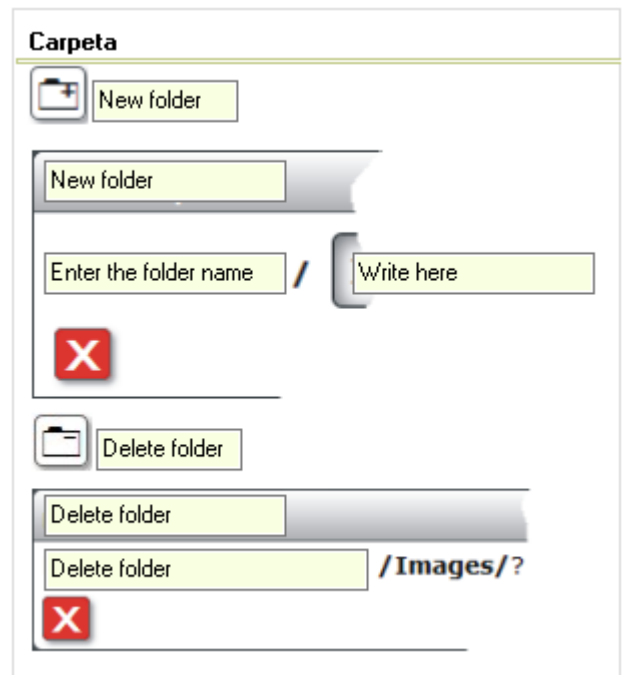 Carpeta
New folder
New folder
Enter the folder name / Write here
X
Delete folder
Delete folder
Delete folder /Images/?
X